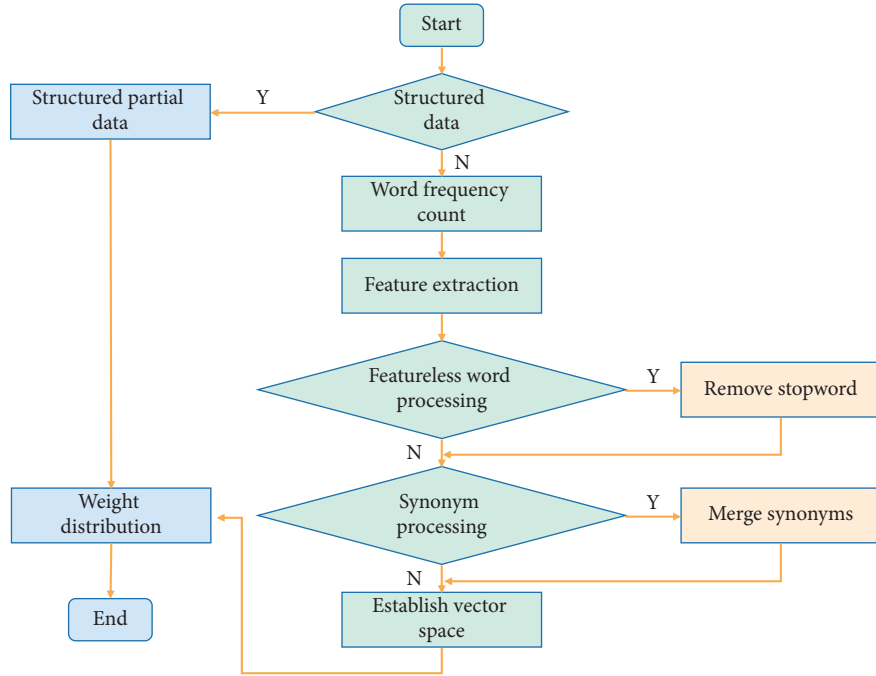 Start
Structured partial
data
Y
Structured
data
N
Word frequency
count
Feature extraction
Featureless word
processing
Y
Remove stopword
N
Weight
distribution
Synonym
processing
Y
Merge synonyms
N
End
Establish vector
space